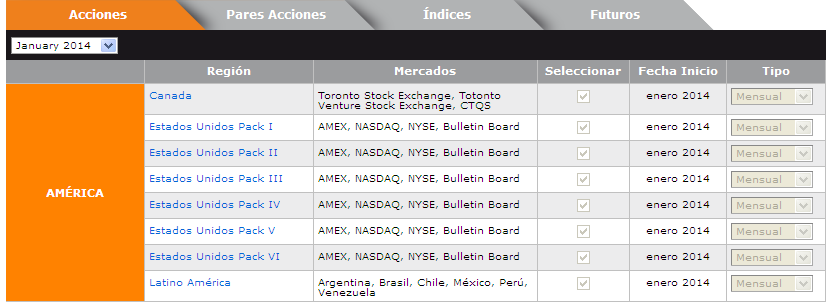 Acciones Pares Acciones Índices Futuros
January 2014
Región Mercados Seleccionar Fecha Inicio Tipo
AMÉRICA
Canada Toronto Stock Exchange, Totonto Venture Stock Exchange, CTQS enero 2014 Mensual
Estados Unidos Pack I AMEX, NASDAQ, NYSE, Bulletin Board enero 2014 Mensual
Estados Unidos Pack II AMEX, NASDAQ, NYSE, Bulletin Board enero 2014 Mensual
Estados Unidos Pack III AMEX, NASDAQ, NYSE, Bulletin Board enero 2014 Mensual
Estados Unidos Pack IV AMEX, NASDAQ, NYSE, Bulletin Board enero 2014 Mensual
Estados Unidos Pack V AMEX, NASDAQ, NYSE, Bulletin Board enero 2014 Mensual
Estados Unidos Pack VI AMEX, NASDAQ, NYSE, Bulletin Board enero 2014 Mensual
Latino América Argentina, Brasil, Chile, México, Perú, Venezuela enero 2014 Mensual